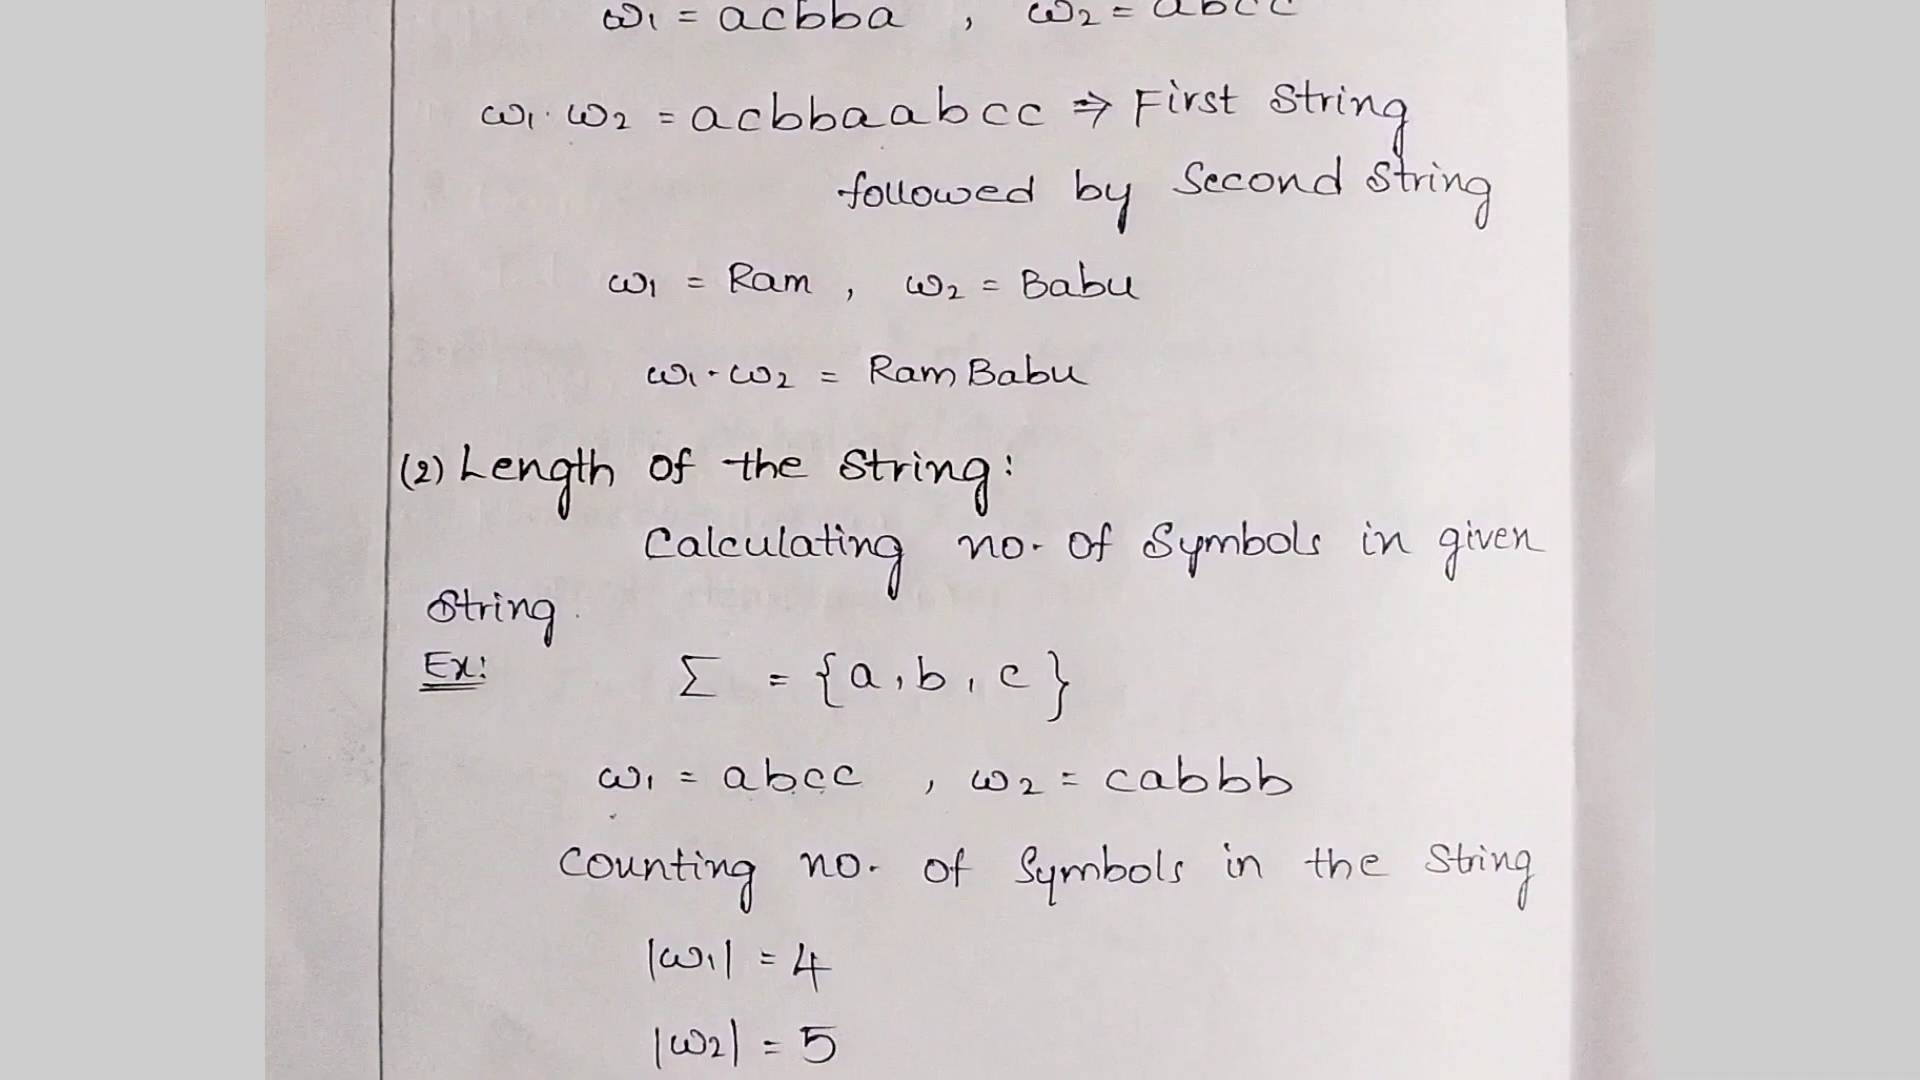 ω1 = acbba , ω2 = abcc
ω1 · ω2 = acbbaabcc ⇒ First String
followed by Second String
ω1 = Ram , ω2 = Babu
ω1 · ω2 = Ram Babu
(2) Length of the String:
Calculating no. of Symbols in given
String.
Ex: Σ = {a, b, c}
ω1 = abcc , ω2 = cabbb
Counting no. of Symbols in the String
|ω1| = 4
|ω2| = 5